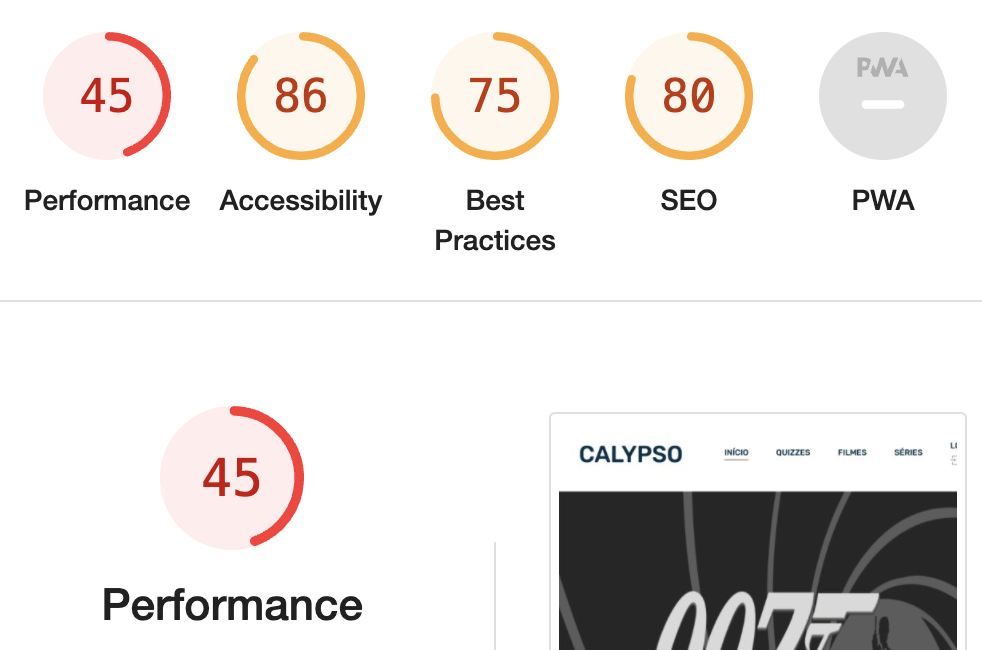 45 86 75 80 PWA
Performance Accessibility Best Practices SEO PWA
45
Performance
CALYPSO INÍCIO QUIZZES FILMES SÉRIES
007